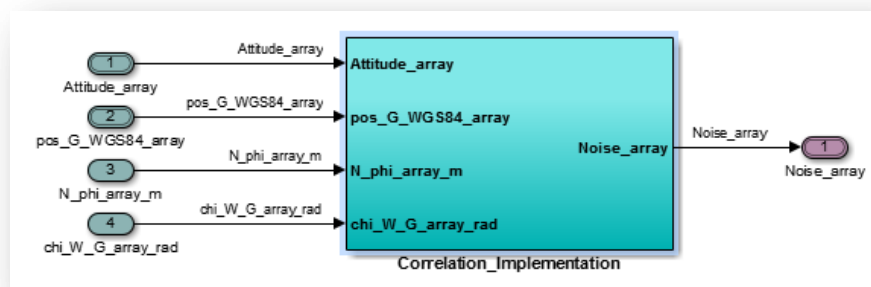 Attitude_array
1
Attitude_array
Attitude_array
pos_G_WGS84_array
2
pos_G_WGS84_array
pos_G_WGS84_array
N_phi_array_m
3
N_phi_array_m
N_phi_array_m
chi_W_G_array_rad
4
chi_W_G_array_rad
chi_W_G_array_rad
Noise_array
Noise_array
1
Noise_array
Correlation_Implementation